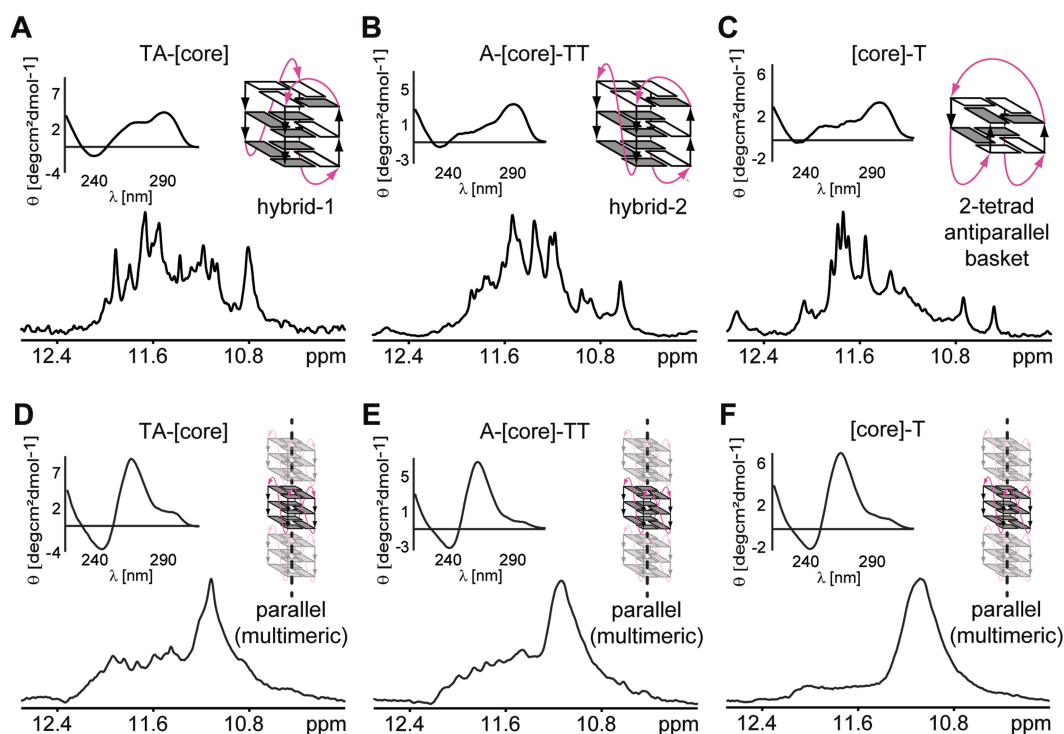 A
TA-[core]
θ [degcm²dmol-1]
7
3
-4
240
290
λ [nm]
hybrid-1
12.4
11.6
10.8
ppm
B
A-[core]-TT
θ [degcm²dmol-1]
5
1
-3
240
290
λ [nm]
hybrid-2
12.4
11.6
10.8
ppm
C
[core]-T
θ [degcm²dmol-1]
6
2
-2
240
290
λ [nm]
2-tetrad
antiparallel
basket
12.4
11.6
10.8
ppm
D
TA-[core]
θ [degcm²dmol-1]
7
3
-4
240
290
λ [nm]
parallel
(multimeric)
12.4
11.6
10.8
ppm
E
A-[core]-TT
θ [degcm²dmol-1]
5
1
-3
240
290
λ [nm]
parallel
(multimeric)
12.4
11.6
10.8
ppm
F
[core]-T
θ [degcm²dmol-1]
6
2
-2
240
290
λ [nm]
parallel
(multimeric)
12.4
11.6
10.8
ppm